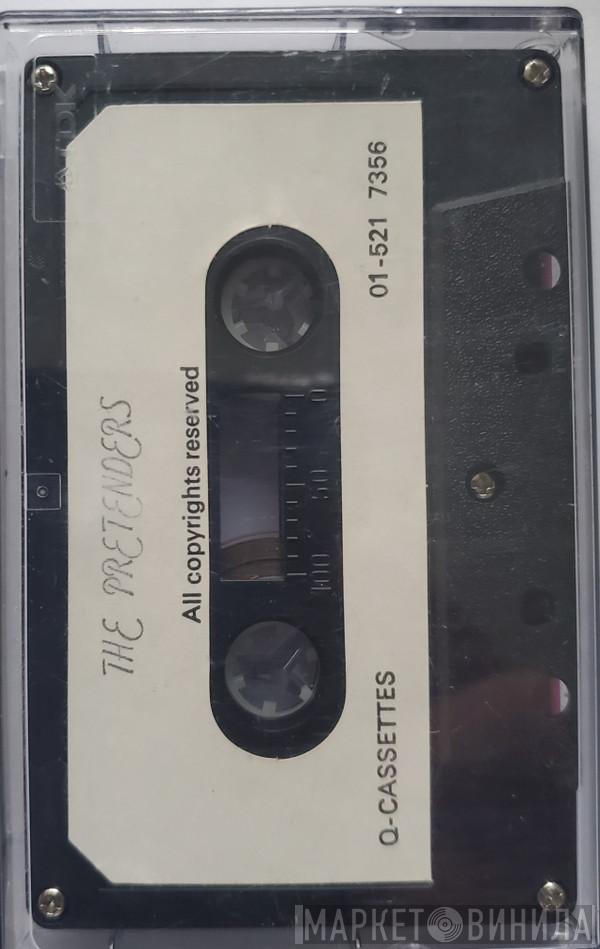 THE PRETENDERS
All copyrights reserved
100 50 0
Q-CASSETTES 01-521 7356
TDK
МАРКЕТ ВИНИЛА